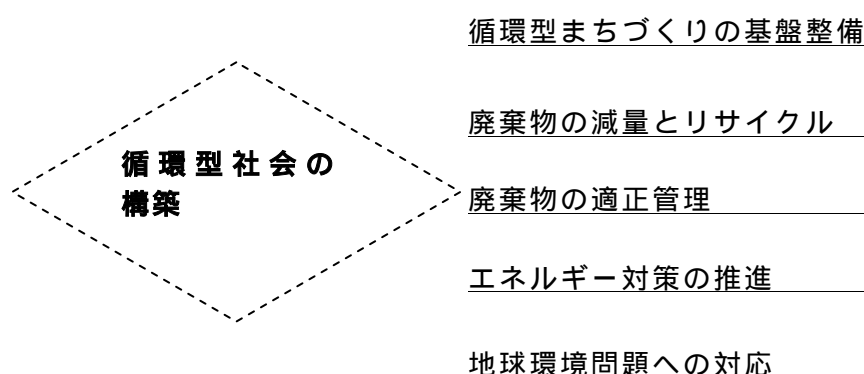 循環型まちづくりの基盤整備
廃棄物の減量とリサイクル
循環型社会の
構築
廃棄物の適正管理
エネルギー対策の推進
地球環境問題への対応